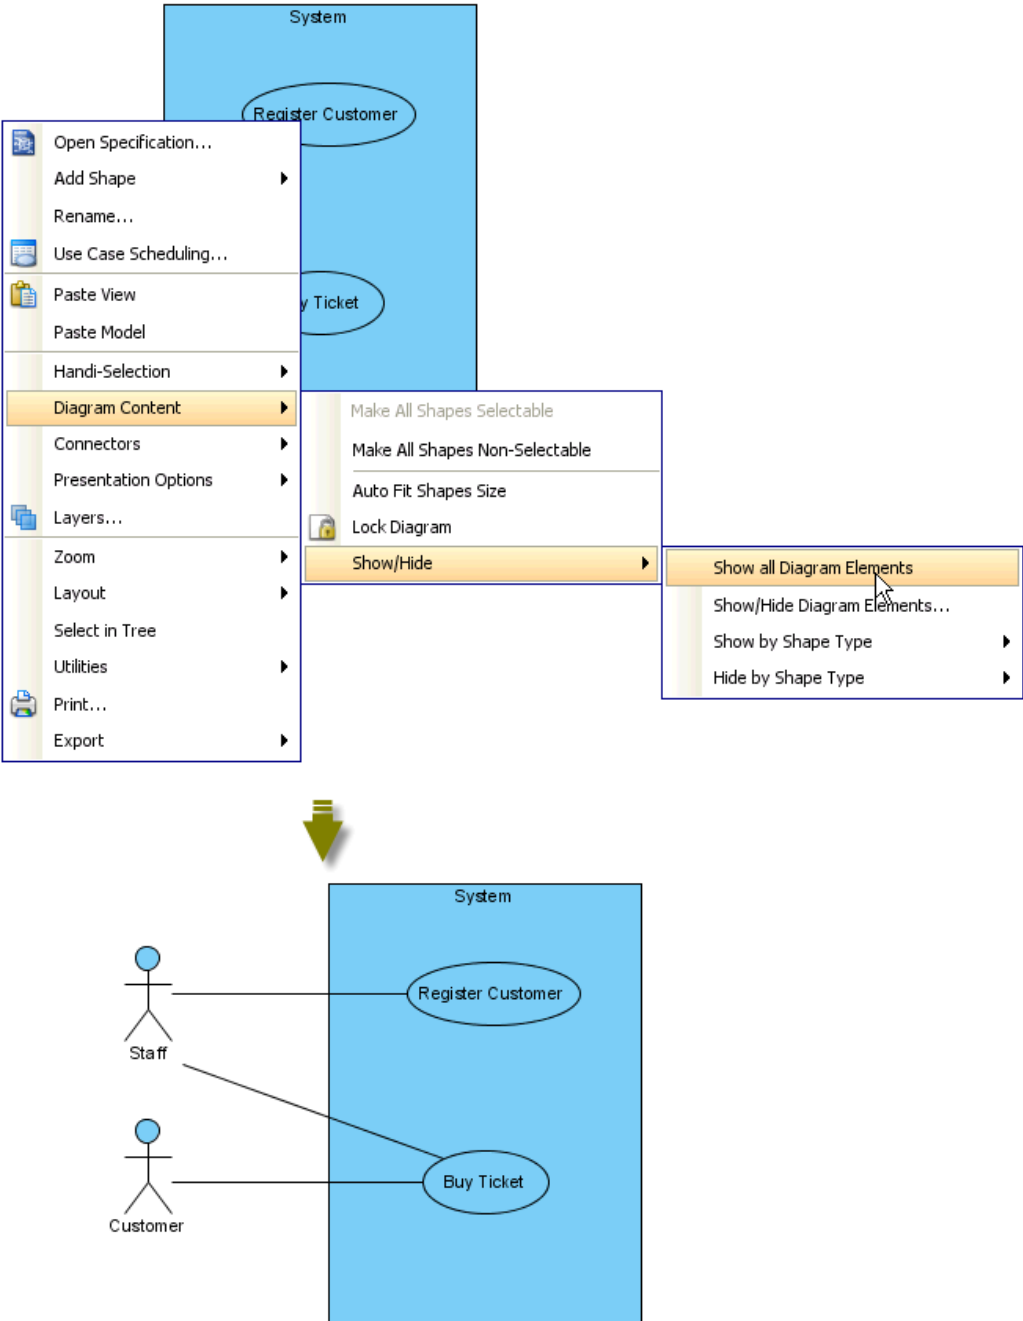 System
Register Customer
y Ticket
Open Specification...
Add Shape
Rename...
Use Case Scheduling...
Paste View
Paste Model
Handi-Selection
Diagram Content
Connectors
Presentation Options
Layers...
Zoom
Layout
Select in Tree
Utilities
Print...
Export
Make All Shapes Selectable
Make All Shapes Non-Selectable
Auto Fit Shapes Size
Lock Diagram
Show/Hide
Show all Diagram Elements
Show/Hide Diagram Elements...
Show by Shape Type
Hide by Shape Type
System
Register Customer
Staff
Buy Ticket
Customer